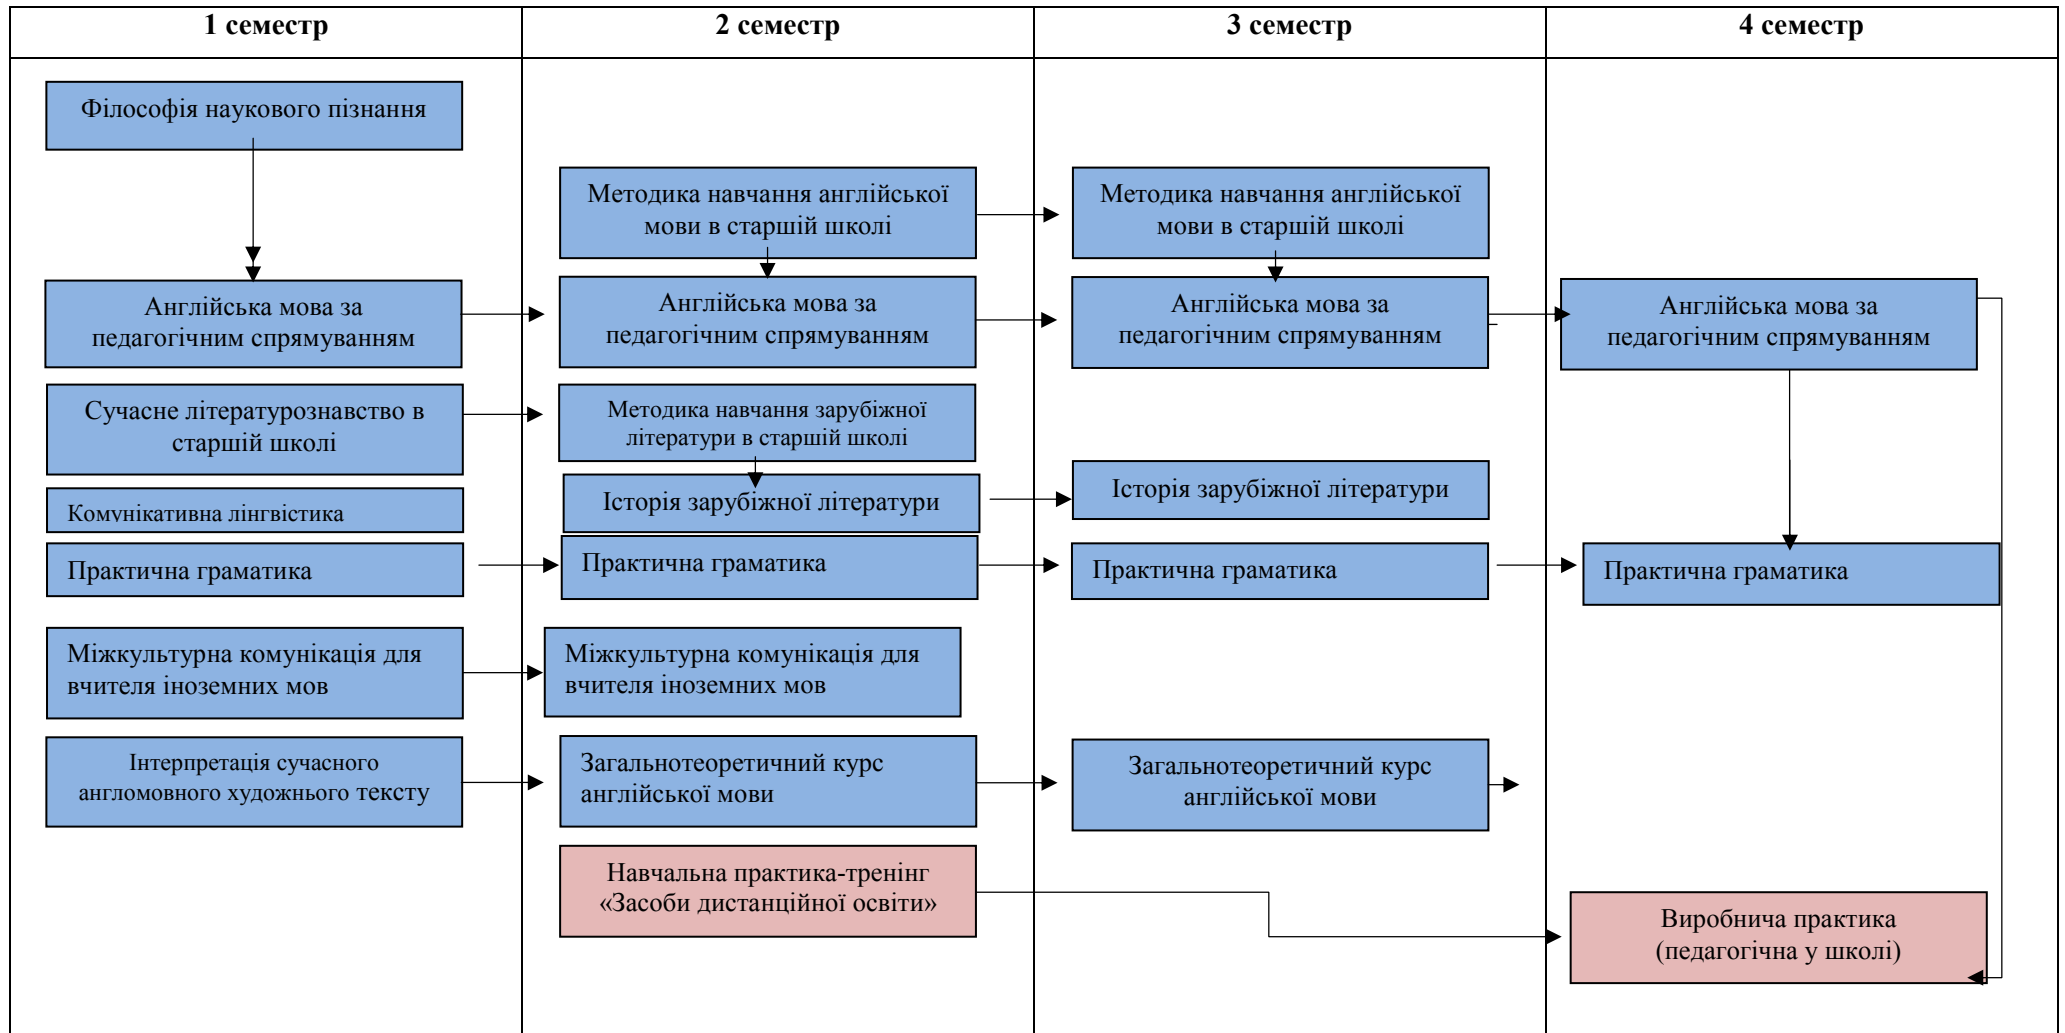 1 семестр
2 семестр
3 семестр
4 семестр
Філософія наукового пізнання
Англійська мова за
педагогічним спрямуванням
Сучасне літературознавство в
старшій школі
Комунікативна лінгвістика
Практична граматика
Міжкультурна комунікація для
вчителя іноземних мов
Інтерпретація сучасного
англомовного художнього тексту
Методика навчання англійської
мови в старшій школі
Англійська мова за
педагогічним спрямуванням
Методика навчання зарубіжної
літератури в старшій школі
Історія зарубіжної літератури
Практична граматика
Міжкультурна комунікація для
вчителя іноземних мов
Загальнотеоретичний курс
англійської мови
Навчальна практика-тренінг
«Засоби дистанційної освіти»
Методика навчання англійської
мови в старшій школі
Англійська мова за
педагогічним спрямуванням
Історія зарубіжної літератури
Практична граматика
Загальнотеоретичний курс
англійської мови
Англійська мова за
педагогічним спрямуванням
Практична граматика
Виробнича практика
(педагогічна у школі)